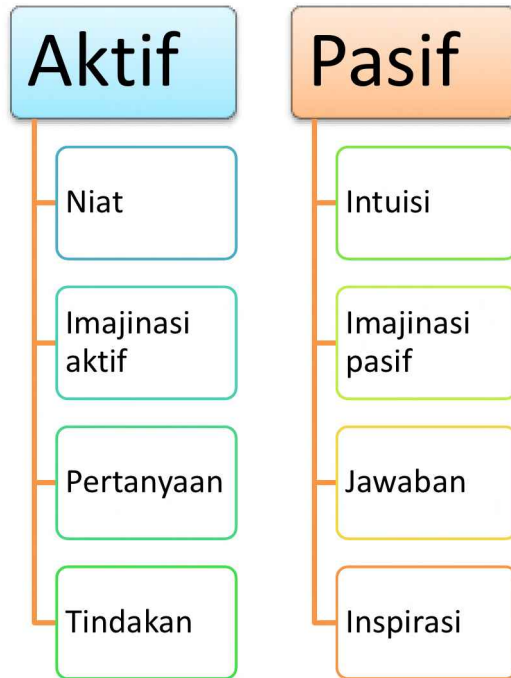 Aktif
Niat
Imajinasi
aktif
Pertanyaan
Tindakan
Pasif
Intuisi
Imajinasi
pasif
Jawaban
Inspirasi